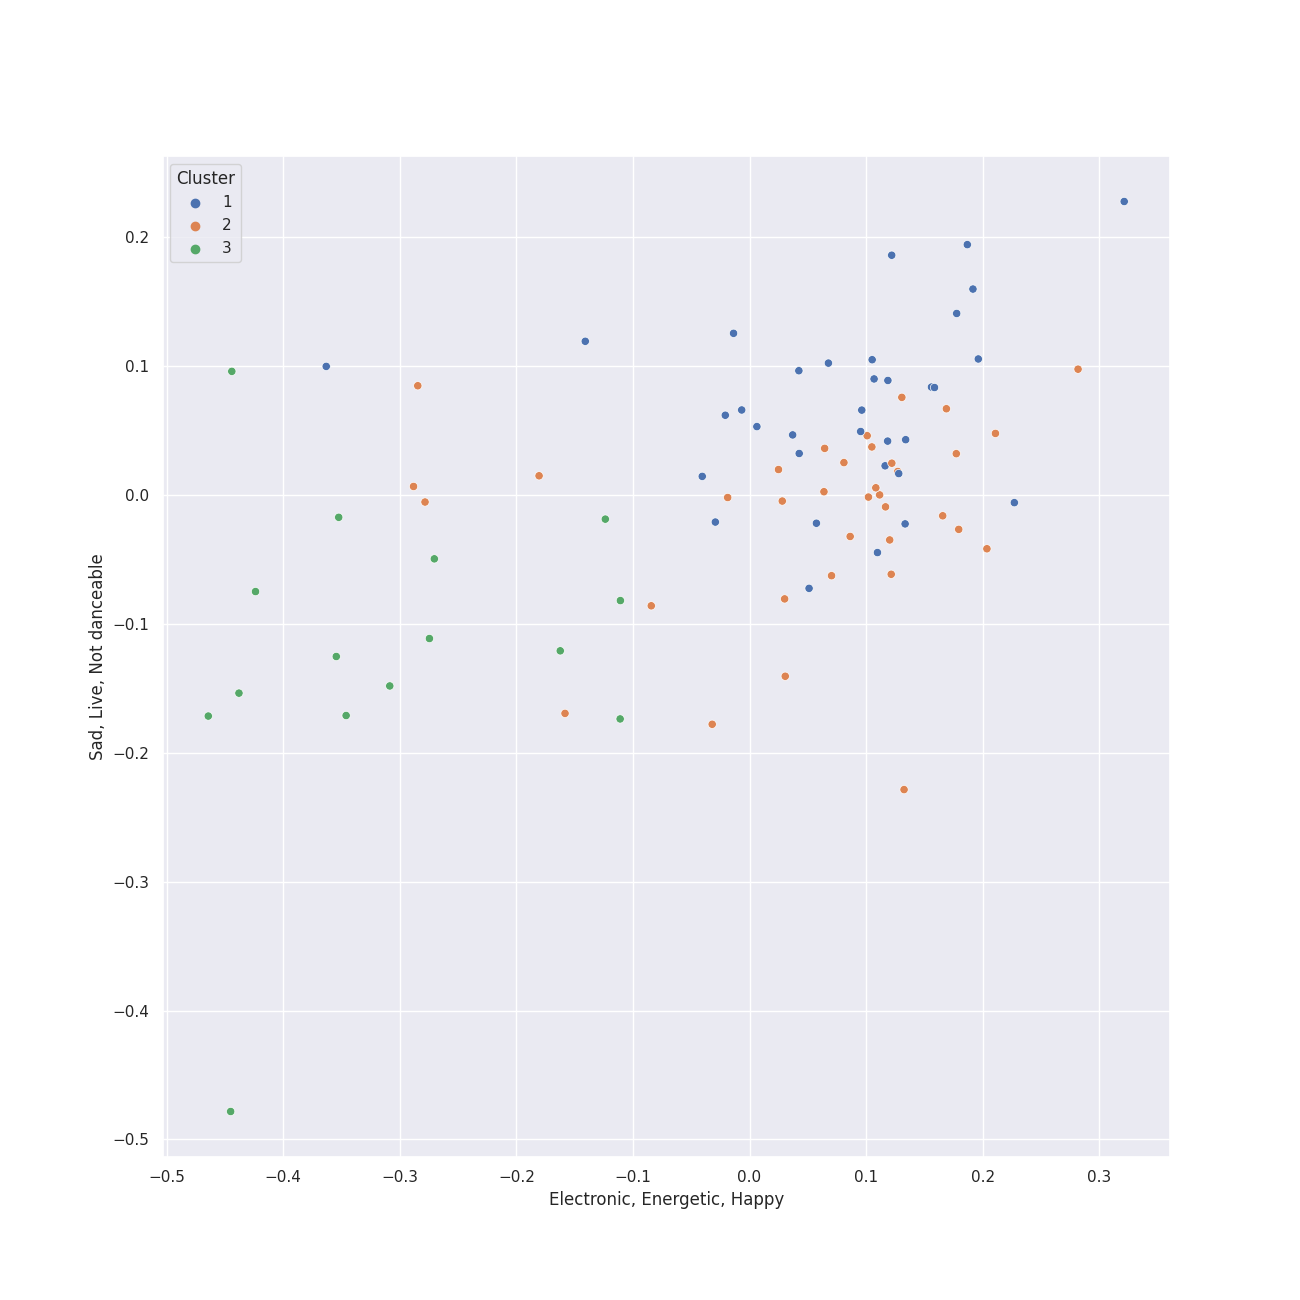 Cluster
1
2
3
0.2
0.1
0.0
−0.1
−0.2
−0.3
−0.4
−0.5
Sad, Live, Not danceable
−0.5 −0.4 −0.3 −0.2 −0.1 0.0 0.1 0.2 0.3
Electronic, Energetic, Happy